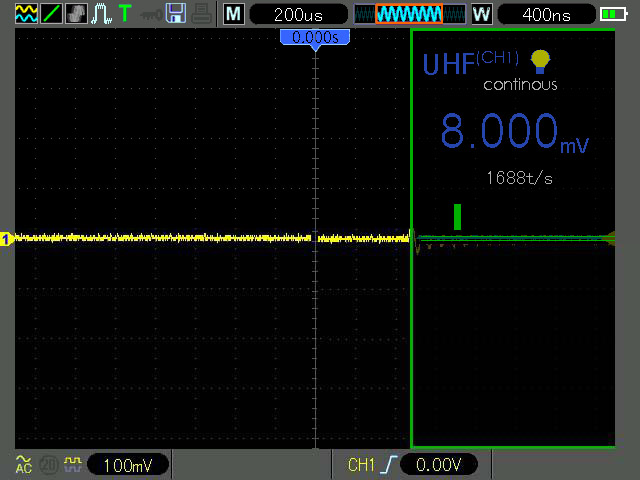 T M 200us W 400ns
0.000s
UHF(CH1)
continous
8.000mV
1688t/s
1
AC 20 100mV CH1 0.00V